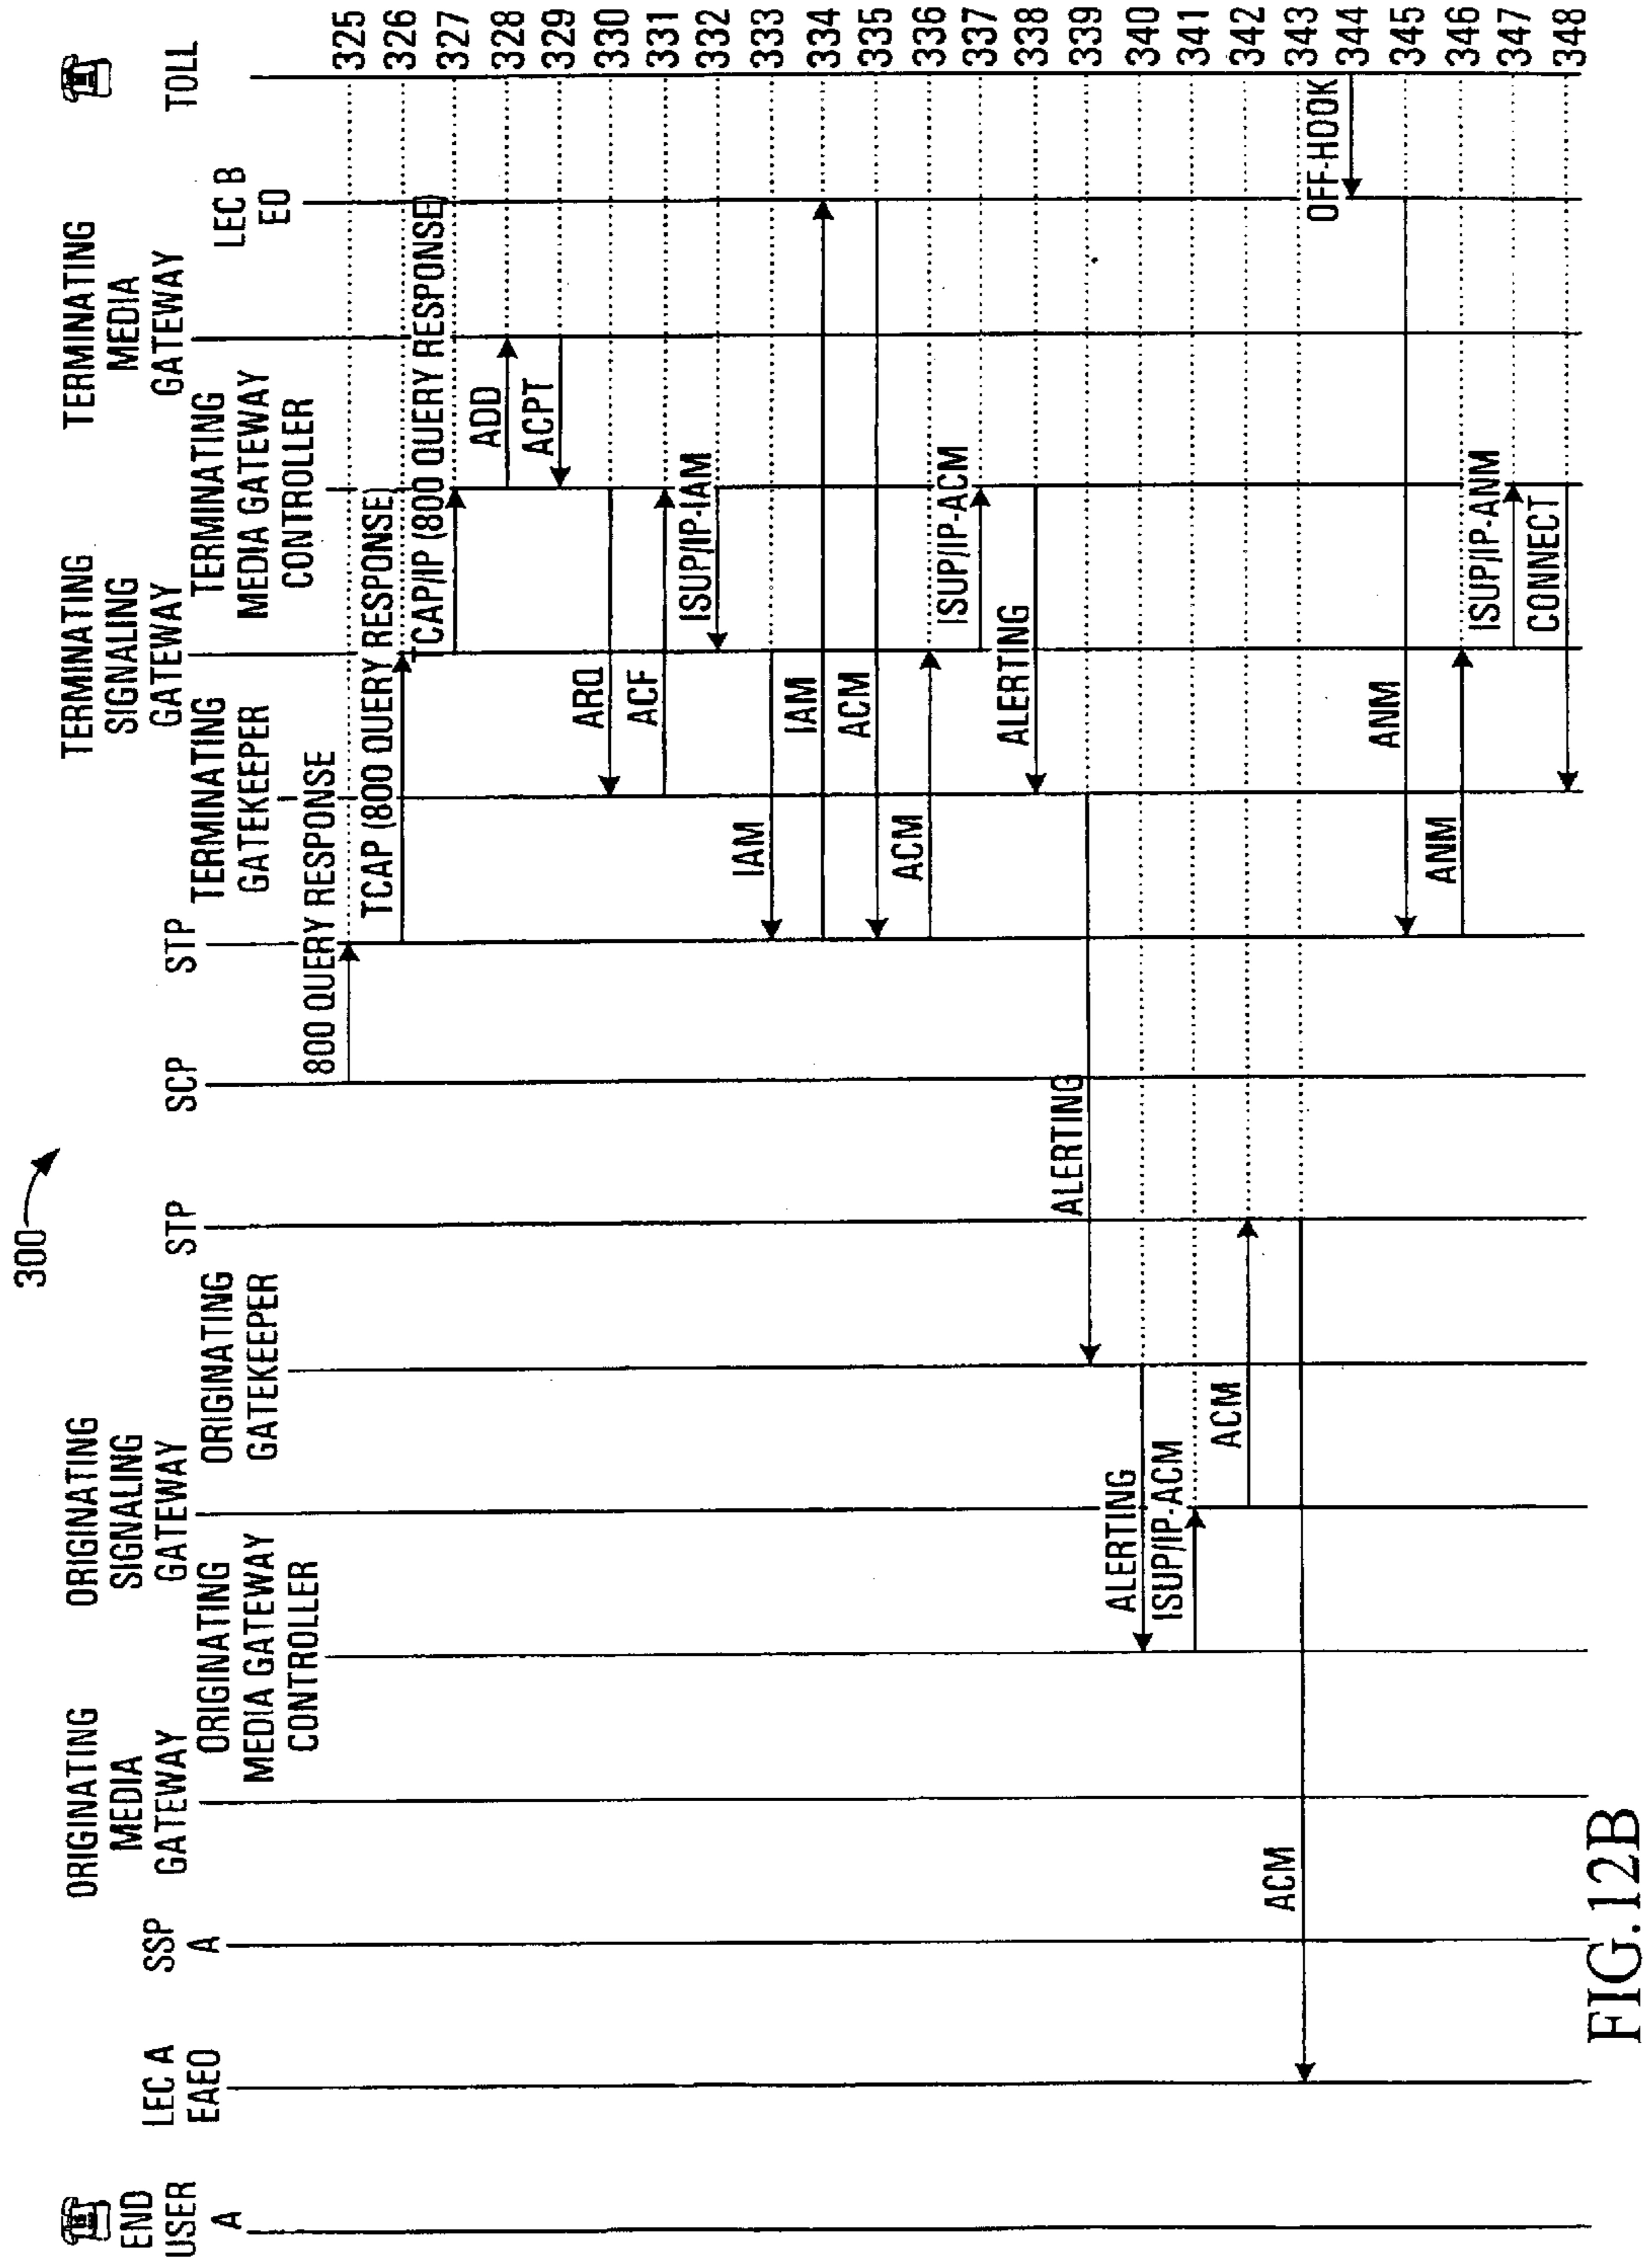 300
END
USER
A
LEC A
EAEO
SSP
A
ORIGINATING
MEDIA
GATEWAY
ORIGINATING
MEDIA GATEWAY
CONTROLLER
ORIGINATING
SIGNALING
GATEWAY
ORIGINATING
GATEKEEPER
STP
SCP
STP
TERMINATING
GATEKEEPER
TERMINATING
SIGNALING
GATEWAY
TERMINATING
MEDIA GATEWAY
CONTROLLER
TERMINATING
MEDIA
GATEWAY
LEC B
EO
TOLL
800 QUERY RESPONSE
325
TCAP (800 QUERY RESPONSE)
326
TCAP/IP (800 QUERY RESPONSE)
327
ADD
328
ACPT
329
ARQ
330
ACF
331
ISUP/IP-IAM
332
IAM
333
IAM
334
ACM
335
ACM
336
ISUP/IP-ACM
337
ALERTING
338
ALERTING
339
ALERTING
340
ISUP/IP-ACM
341
ACM
342
ACM
343
OFF-HOOK
344
ANM
345
ANM
346
ISUP/IP-ANM
347
CONNECT
348
FIG.12B